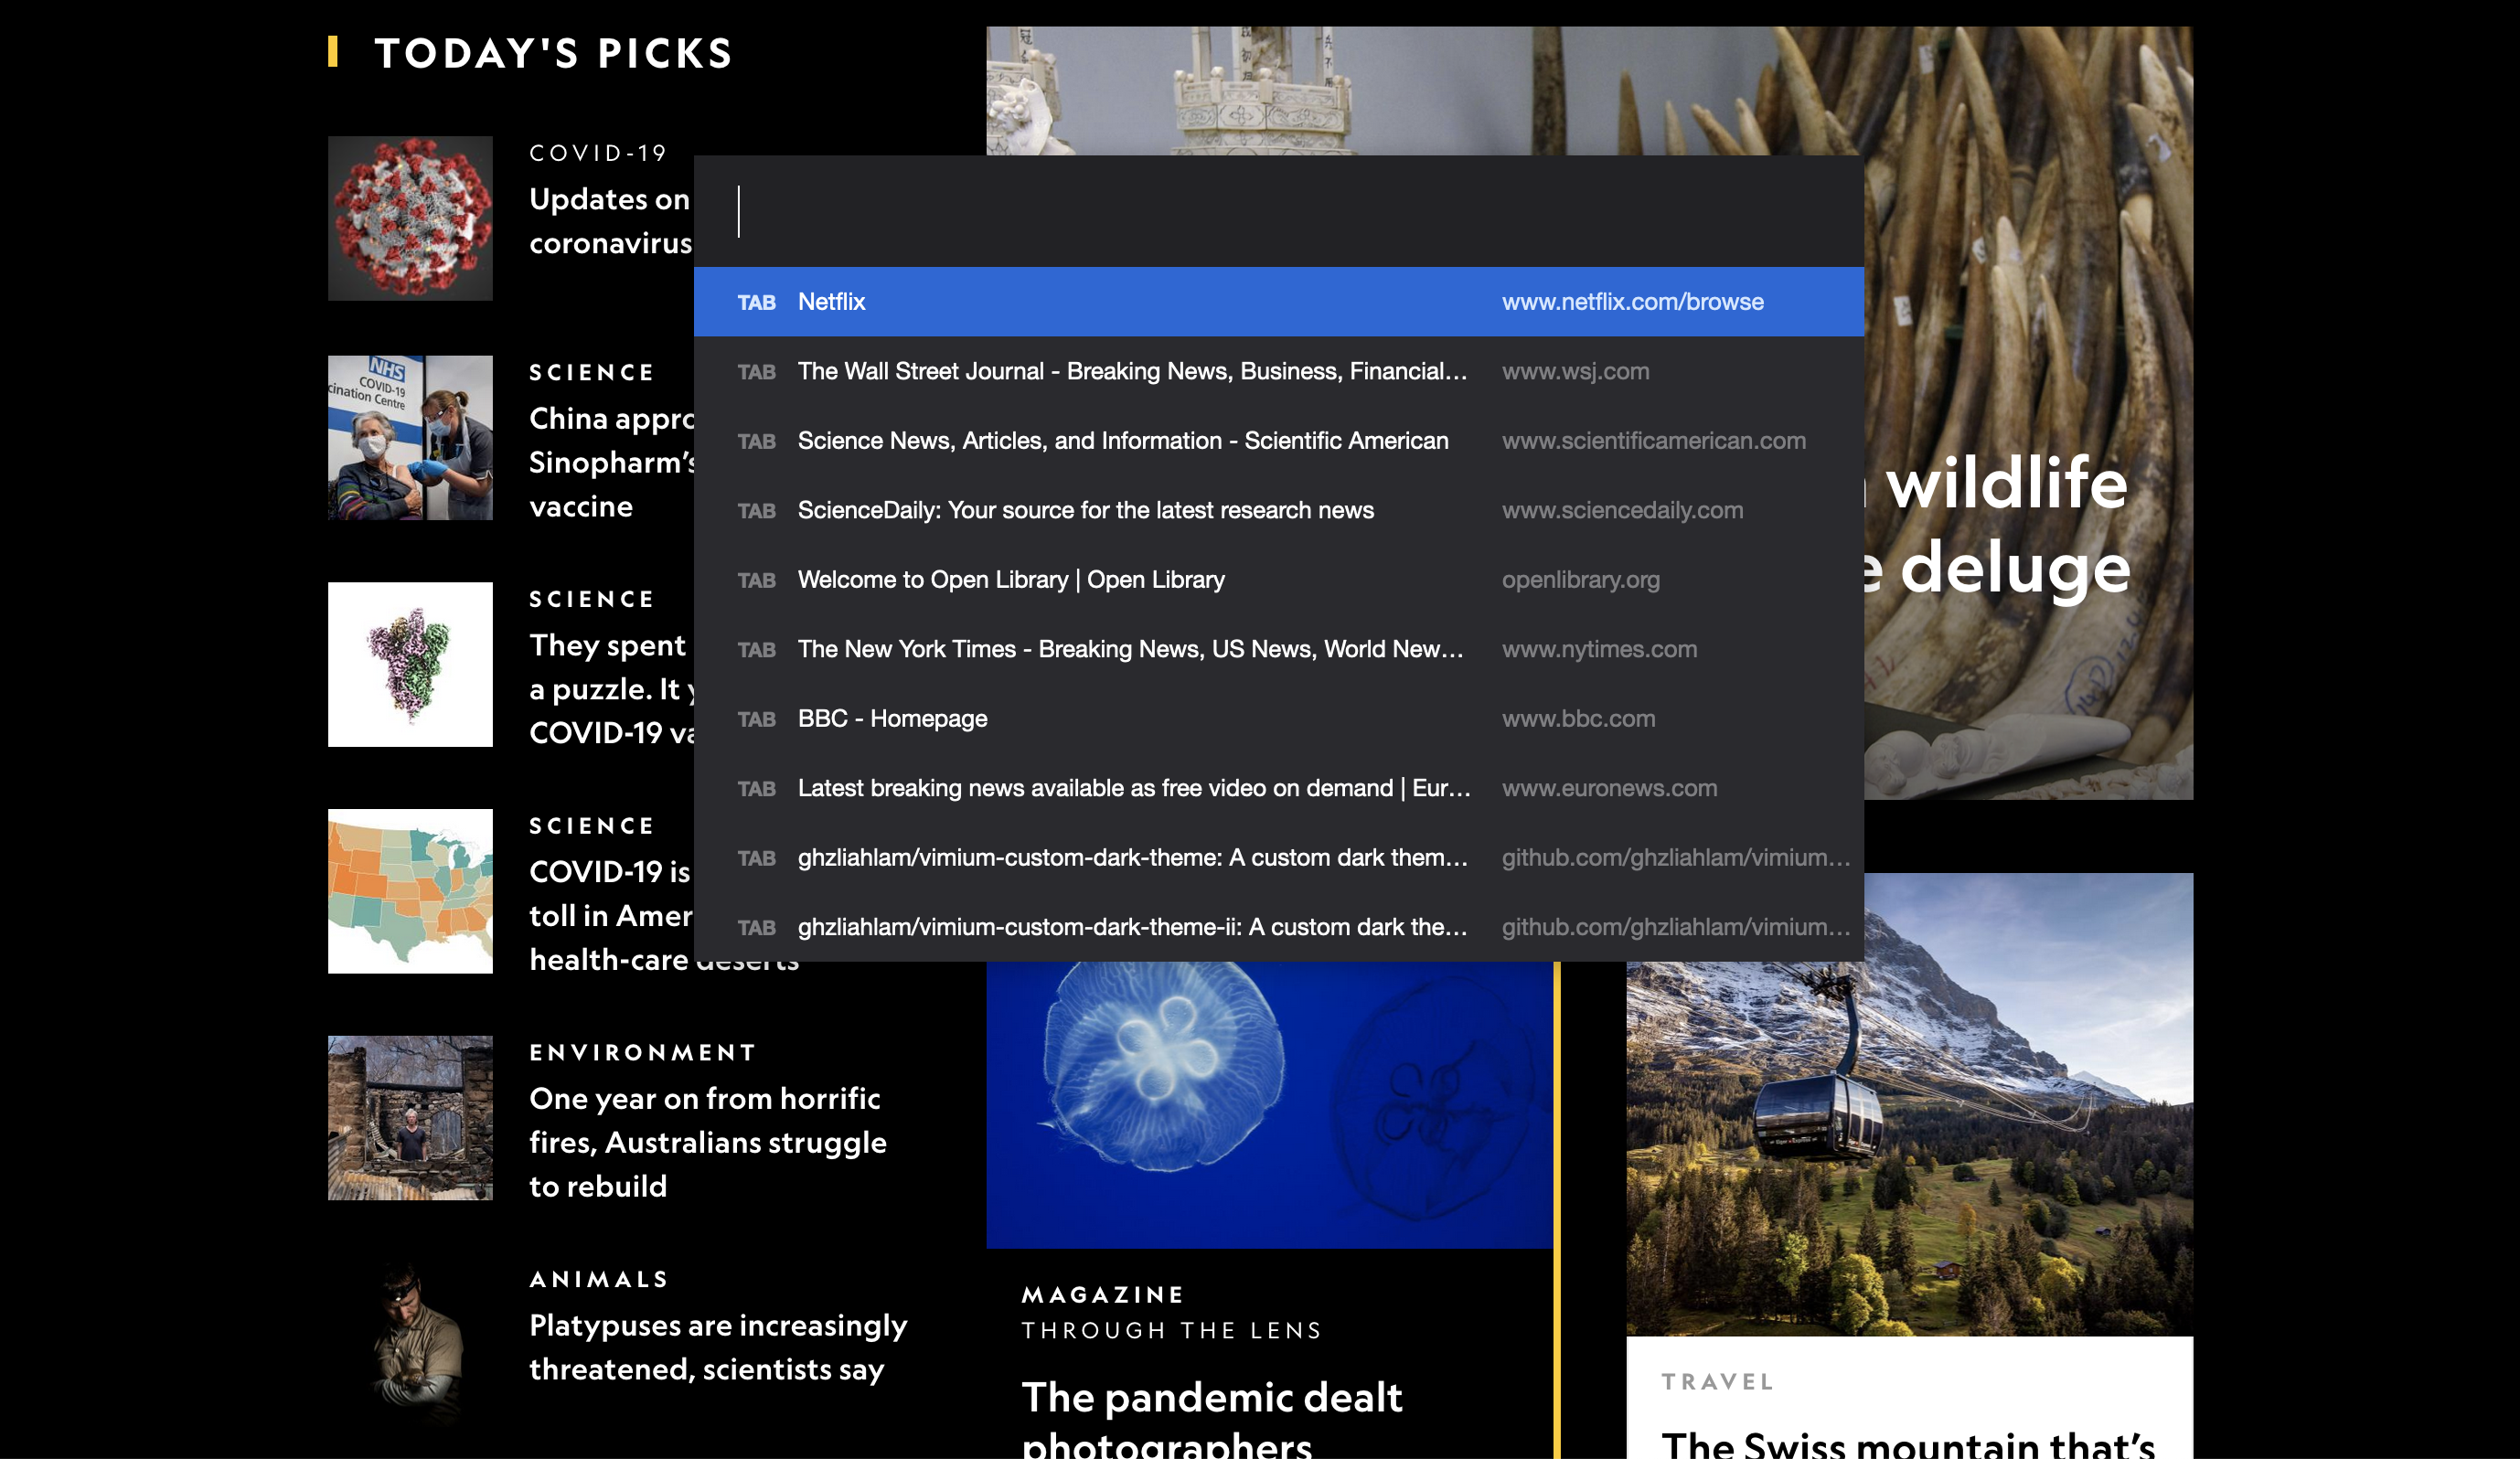 TODAY'S PICKS
COVID-19
Updates on
coronavirus
SCIENCE
China appro
Sinopharm's
vaccine
SCIENCE
They spent
a puzzle. It
COVID-19 va
SCIENCE
COVID-19 is
toll in Amer
health-care deserts
ENVIRONMENT
One year on from horrific
fires, Australians struggle
to rebuild
ANIMALS
Platypuses are increasingly
threatened, scientists say
NHS
COVID-19
cination Centre
TAB Netflix www.netflix.com/browse
TAB The Wall Street Journal - Breaking News, Business, Financial… www.wsj.com
TAB Science News, Articles, and Information - Scientific American www.scientificamerican.com
TAB ScienceDaily: Your source for the latest research news www.sciencedaily.com
TAB Welcome to Open Library | Open Library openlibrary.org
TAB The New York Times - Breaking News, US News, World New… www.nytimes.com
TAB BBC - Homepage www.bbc.com
TAB Latest breaking news available as free video on demand | Eur… www.euronews.com
TAB ghzliahlam/vimium-custom-dark-theme: A custom dark them… github.com/ghzliahlam/vimium…
TAB ghzliahlam/vimium-custom-dark-theme-ii: A custom dark the… github.com/ghzliahlam/vimium…
wildlife
e deluge
MAGAZINE
THROUGH THE LENS
The pandemic dealt
photographers
TRAVEL
The Swiss mountain that's